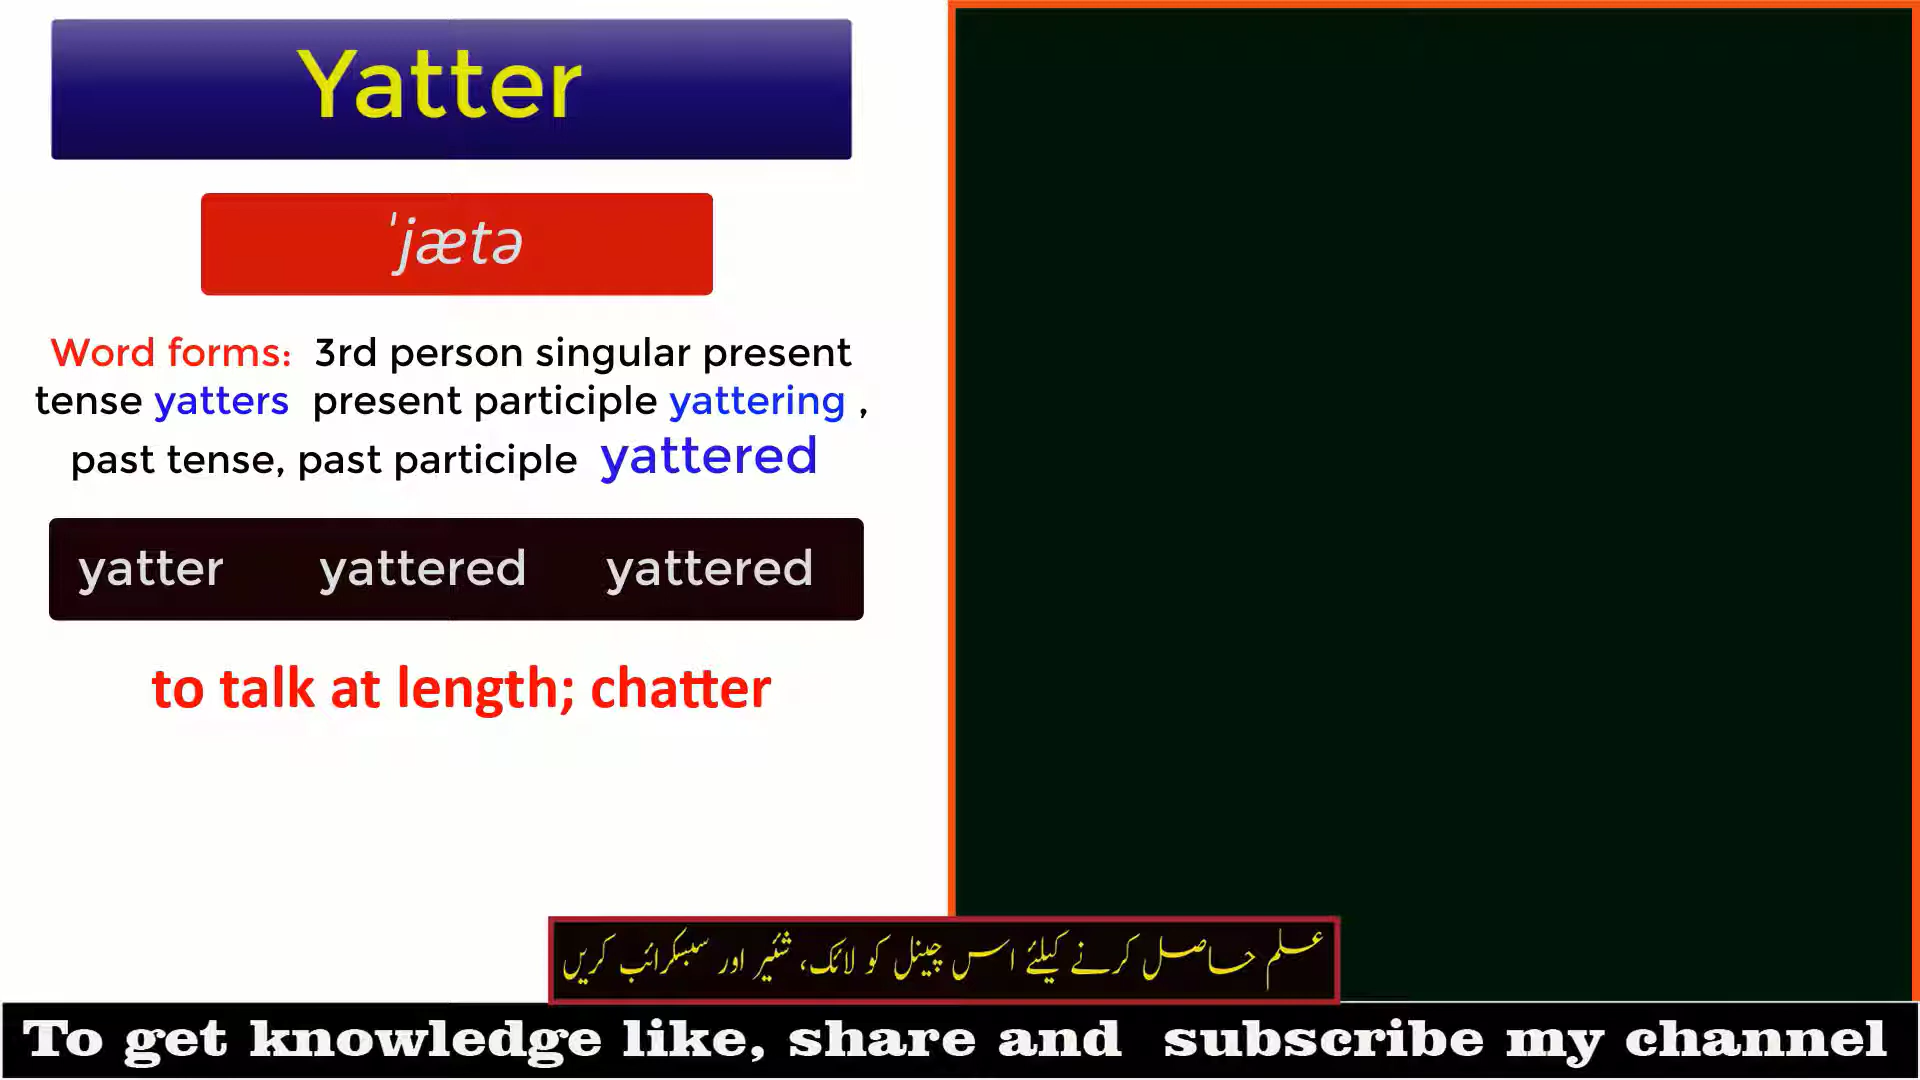 Yatter
ˈjætə
Word forms: 3rd person singular present
tense yatters present participle yattering ,
past tense, past participle yattered
yatter yattered yattered
to talk at length; chatter
علم حاصل کرنے کیلئے اس چینل کو لائک، شئیر اور سبسکرائب کریں
To get knowledge like, share and subscribe my channel